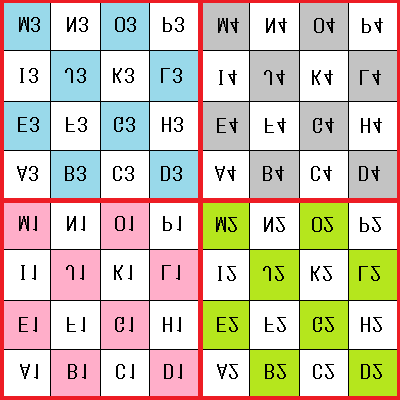 M3 N3 O3 P3 M4 N4 O4 P4
I3 J3 K3 L3 I4 J4 K4 L4
E3 F3 G3 H3 E4 F4 G4 H4
A3 B3 C3 D3 A4 B4 C4 D4
M1 N1 O1 P1 M2 N2 O2 P2
I1 J1 K1 L1 I2 J2 K2 L2
E1 F1 G1 H1 E2 F2 G2 H2
A1 B1 C1 D1 A2 B2 C2 D2